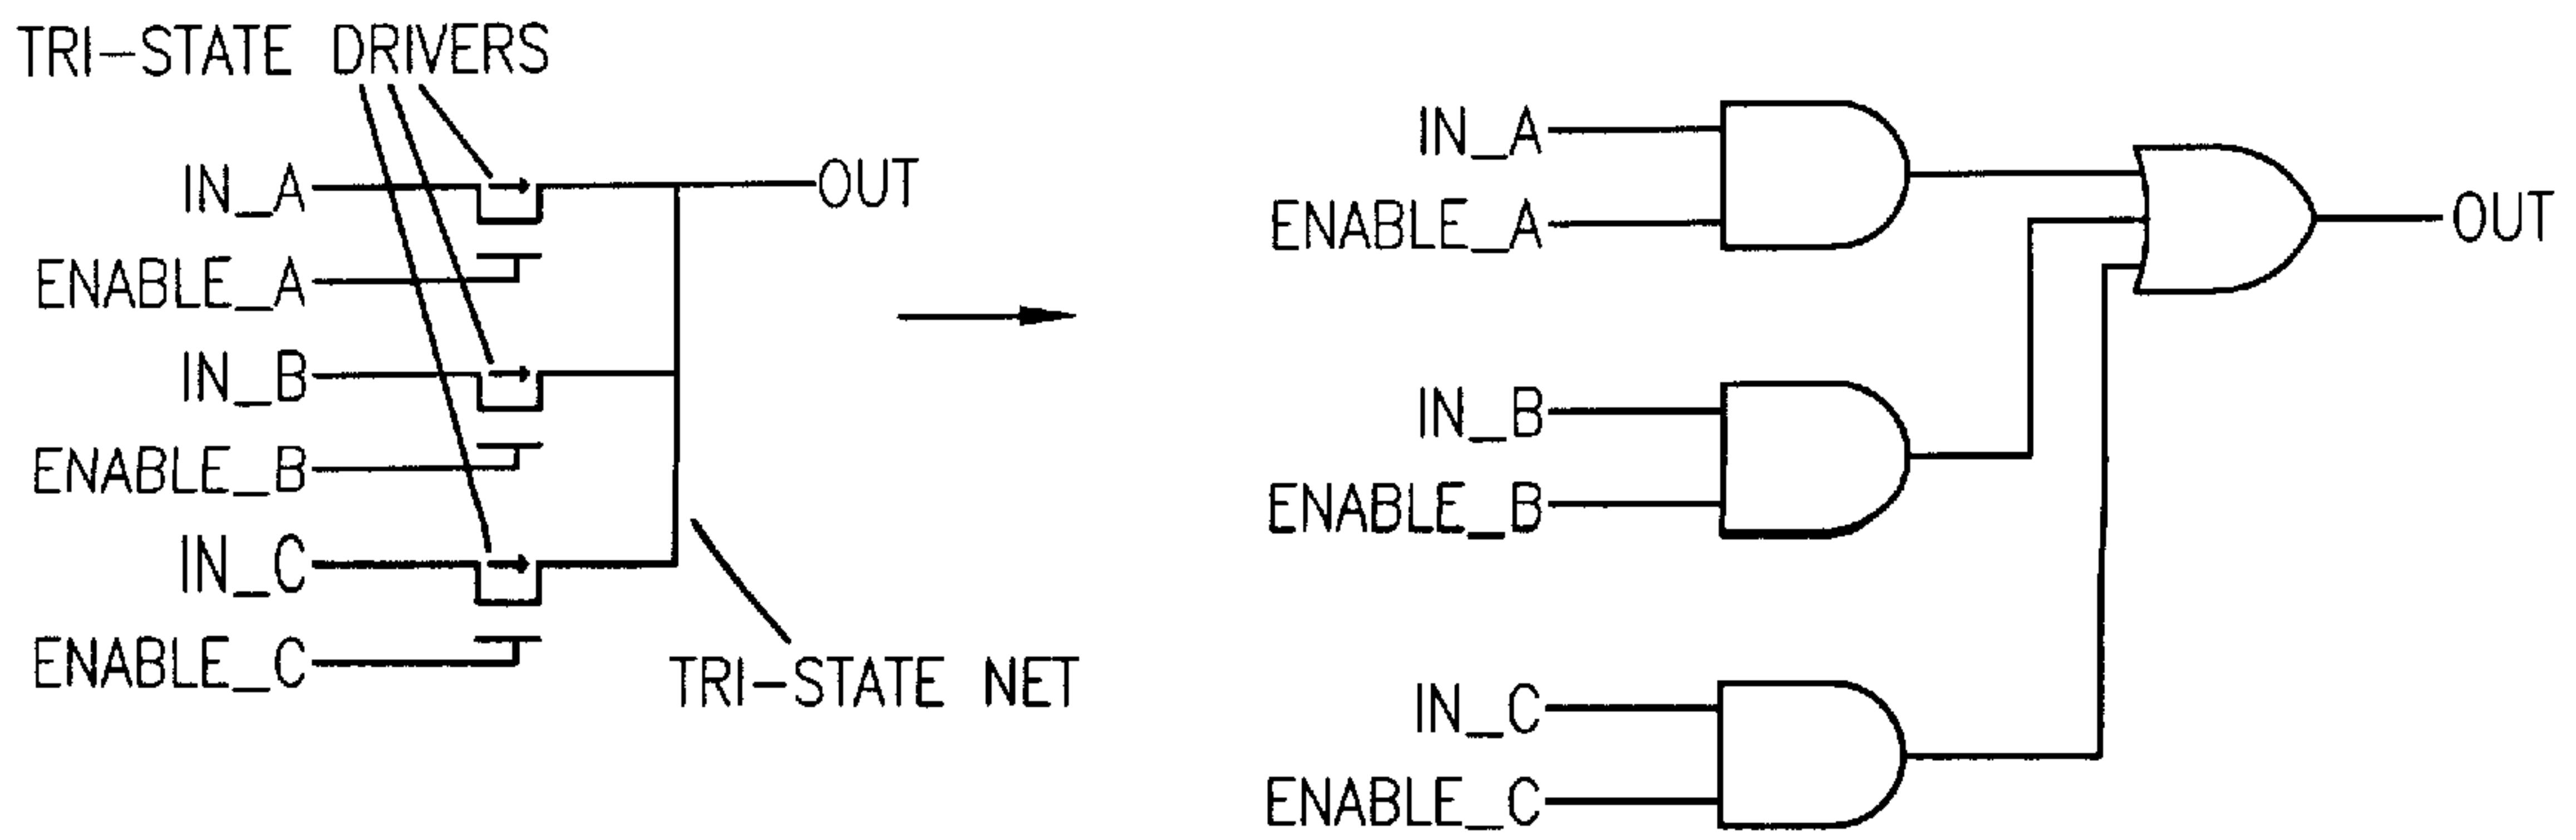 TRI-STATE DRIVERS
IN_A
OUT
ENABLE_A
IN_B
ENABLE_B
IN_C
ENABLE_C
TRI-STATE NET
IN_A
ENABLE_A
OUT
IN_B
ENABLE_B
IN_C
ENABLE_C